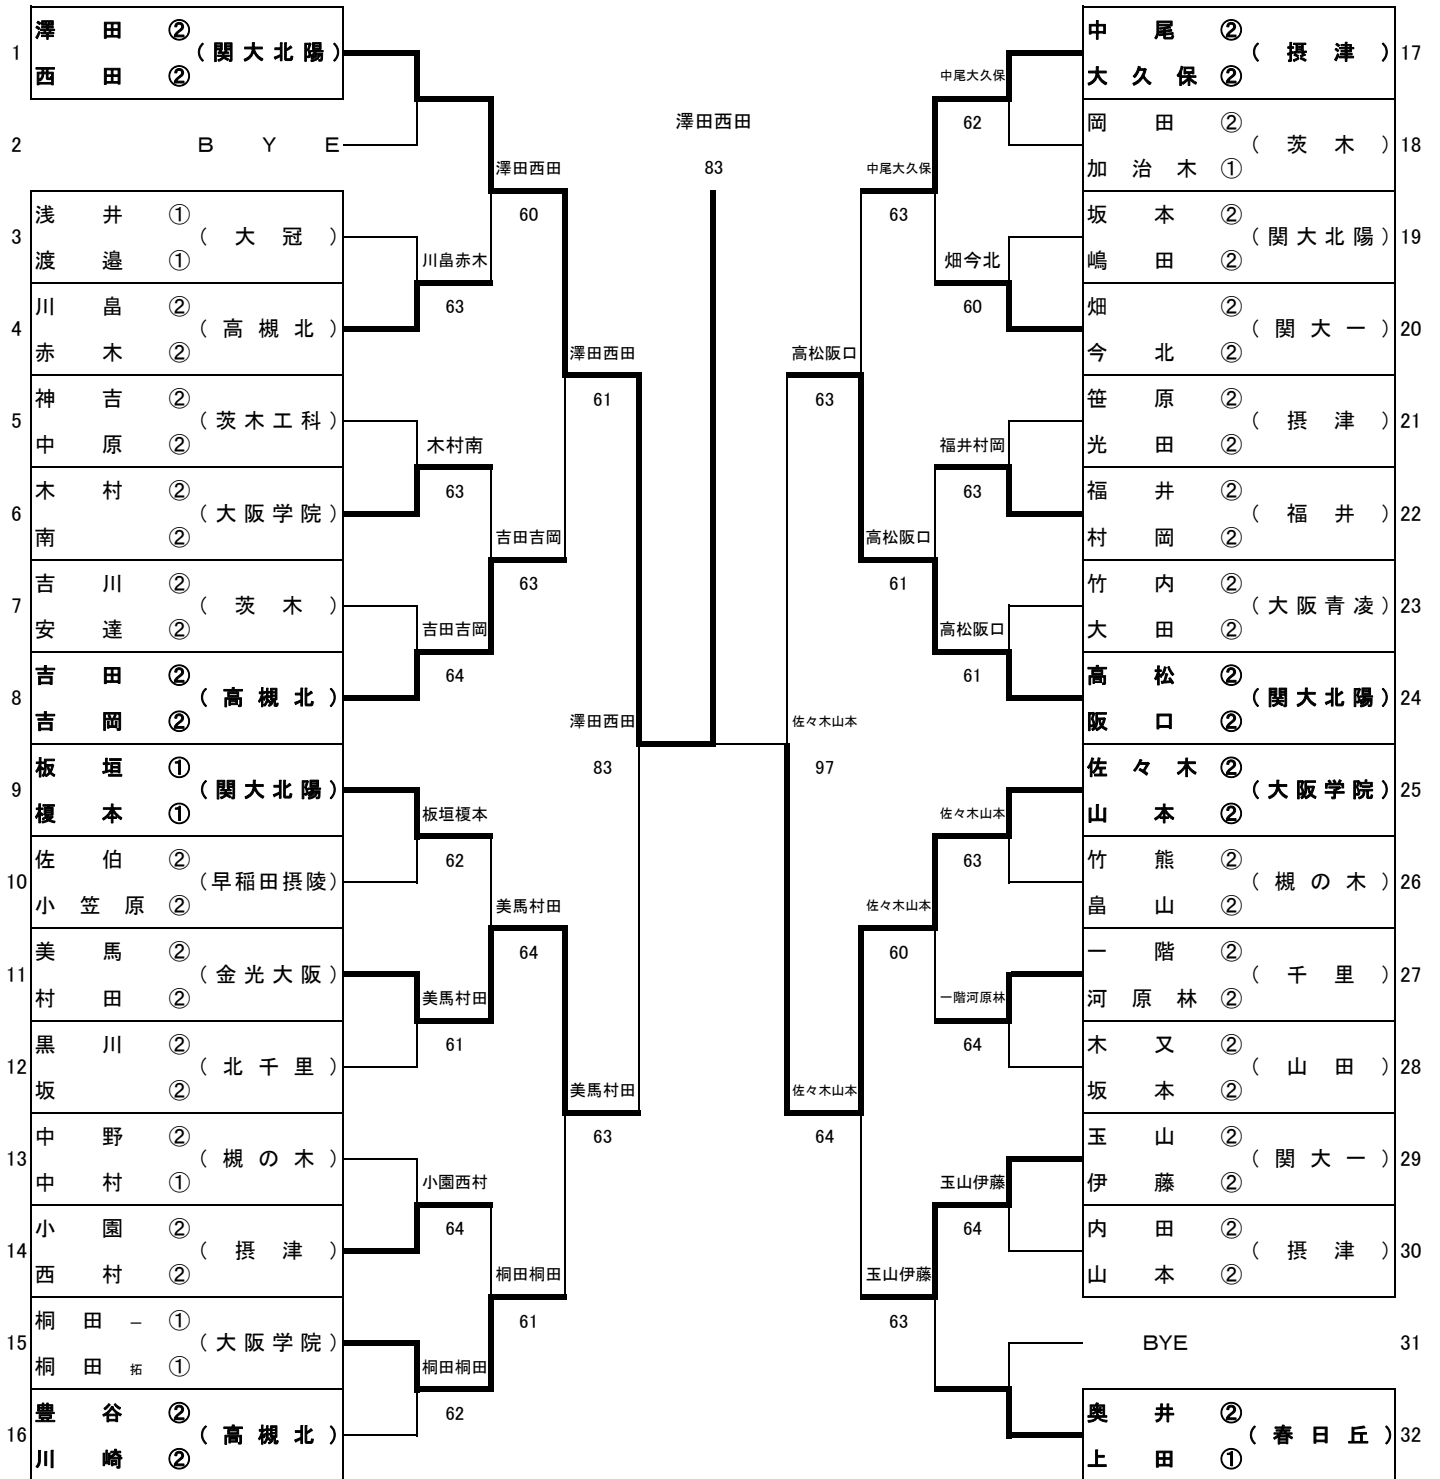 1 澤田② (関大北陽)
西田②
2 BYE
3 浅井① (大冠)
渡邉①
4 川畠② (高槻北)
赤木②
5 神吉② (茨木工科)
中原②
6 木村② (大阪学院)
南②
7 吉川② (茨木)
安達②
8 吉田② (高槻北)
吉岡②
9 板垣① (関大北陽)
榎本①
10 佐伯② (早稲田摂陵)
小笠原②
11 美馬② (金光大阪)
村田②
12 黒川② (北千里)
坂②
13 中野② (槻の木)
中村①
14 小園② (摂津)
西村②
15 桐田一① (大阪学院)
桐田拓①
16 豊谷② (高槻北)
川崎②
川畠赤木
63
木村南
63
吉田吉岡
64
板垣榎本
62
美馬村田
61
小園西村
64
桐田桐田
62
澤田西田
60
吉田吉岡
63
美馬村田
64
桐田桐田
61
澤田西田
61
美馬村田
63
澤田西田
83
澤田西田
83
佐々木山本
97
高松阪口
63
佐々木山本
64
中尾大久保
63
高松阪口
61
佐々木山本
60
玉山伊藤
63
中尾大久保
62
畑今北
60
福井村岡
63
高松阪口
61
佐々木山本
63
一階河原林
64
玉山伊藤
64
中尾② (摂津) 17
大久保②
岡田② (茨木) 18
加治木①
坂本② (関大北陽) 19
嶋田②
畑② (関大一) 20
今北②
笹原② (摂津) 21
光田②
福井② (福井) 22
村岡②
竹内② (大阪青凌) 23
大田②
高松② (関大北陽) 24
阪口②
佐々木② (大阪学院) 25
山本②
竹熊② (槻の木) 26
畠山②
一階② (千里) 27
河原林②
木又② (山田) 28
坂本②
玉山② (関大一) 29
伊藤②
内田② (摂津) 30
山本②
BYE 31
奥井② (春日丘) 32
上田①